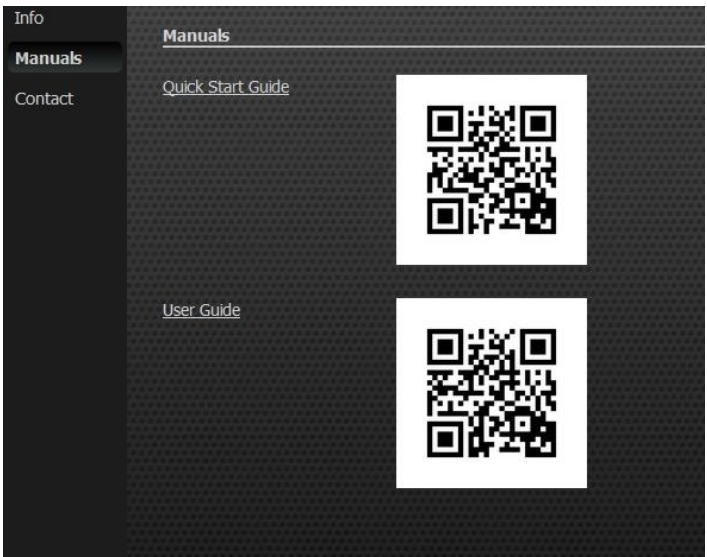 Info
Manuals
Contact
Manuals
Quick Start Guide
User Guide